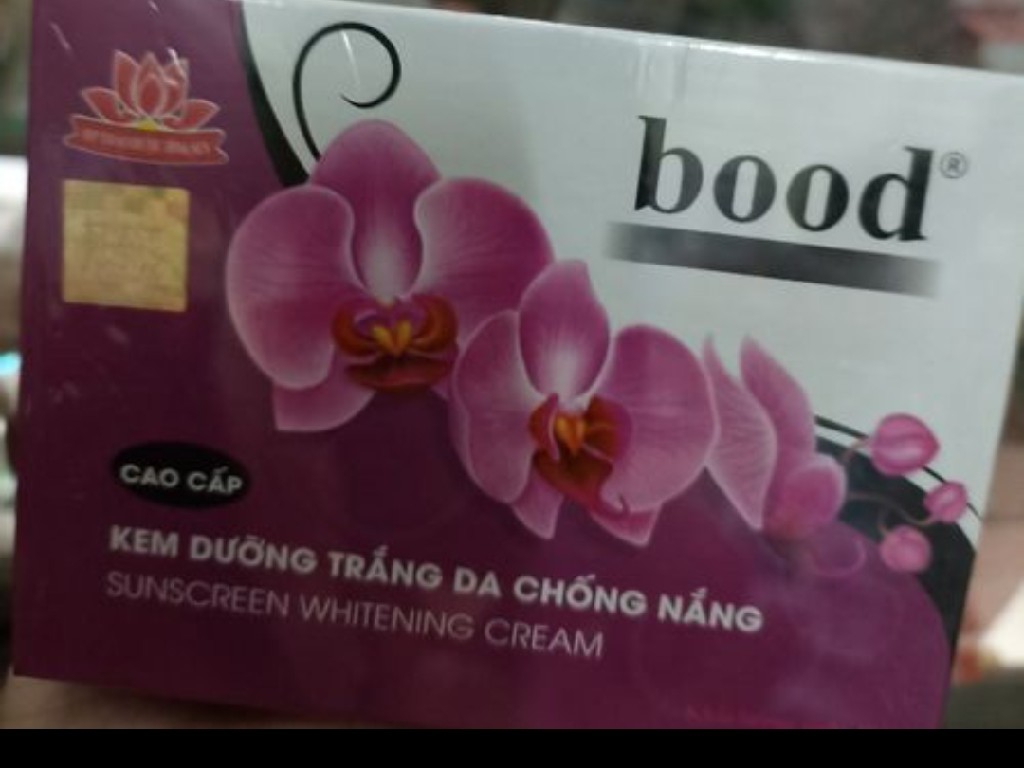 bood®
CAO CẤP
KEM DƯỠNG TRẮNG DA CHỐNG NẮNG
SUNSCREEN WHITENING CREAM